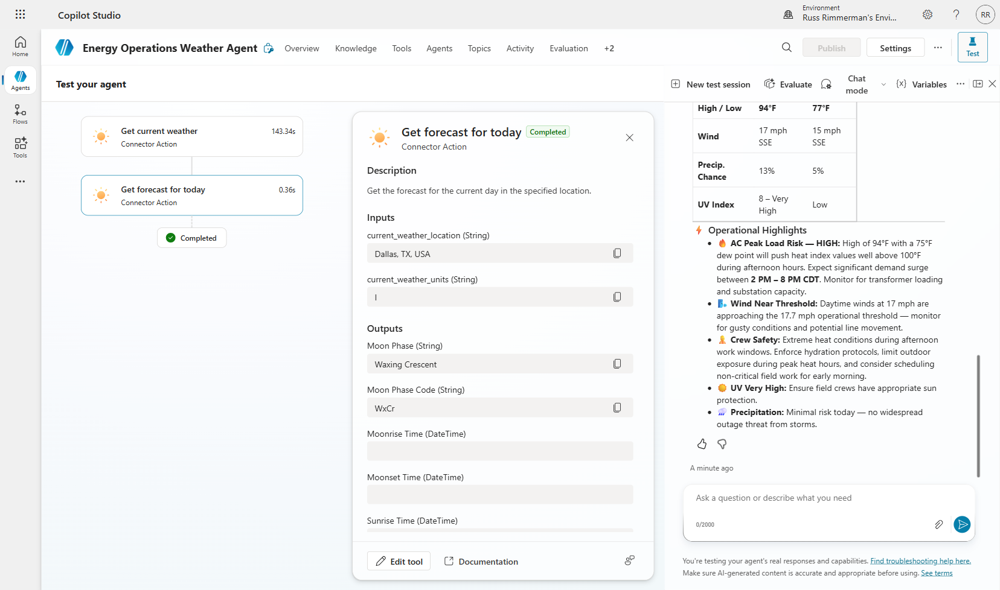 Copilot Studio
Environment
Russ Rimmerman's Envi...
RR
Home
Agents
Flows
Tools
Energy Operations Weather Agent
Overview
Knowledge
Tools
Agents
Topics
Activity
Evaluation
+2
Publish
Settings
Test
Test your agent
New test session
Evaluate
Chat
mode
{x}
Variables
Get current weather
143.34s
Connector Action
Get forecast for today
0.36s
Connector Action
Completed
Get forecast for today
Completed
Connector Action
Description
Get the forecast for the current day in the specified location.
Inputs
current_weather_location (String)
Dallas, TX, USA
current_weather_units (String)
I
Outputs
Moon Phase (String)
Waxing Crescent
Moon Phase Code (String)
WxCr
Moonrise Time (DateTime)
Moonset Time (DateTime)
Sunrise Time (DateTime)
Edit tool
Documentation
High / Low 94°F 77°F
Wind 17 mph SSE 15 mph SSE
Precip. Chance 13% 5%
UV Index 8 – Very High Low
Operational Highlights
AC Peak Load Risk — HIGH: High of 94°F with a 75°F
dew point will push heat index values well above 100°F
during afternoon hours. Expect significant demand surge
between 2 PM – 8 PM CDT. Monitor for transformer loading
and substation capacity.
Wind Near Threshold: Daytime winds at 17 mph are
approaching the 17.7 mph operational threshold — monitor
for gusty conditions and potential line movement.
Crew Safety: Extreme heat conditions during afternoon
work windows. Enforce hydration protocols, limit outdoor
exposure during peak heat hours, and consider scheduling
non-critical field work for early morning.
UV Very High: Ensure field crews have appropriate sun
protection.
Precipitation: Minimal risk today — no widespread
outage threat from storms.
A minute ago
Ask a question or describe what you need
0/2000
You're testing your agent's real responses and capabilities. Find troubleshooting help here.
Make sure AI-generated content is accurate and appropriate before using. See terms